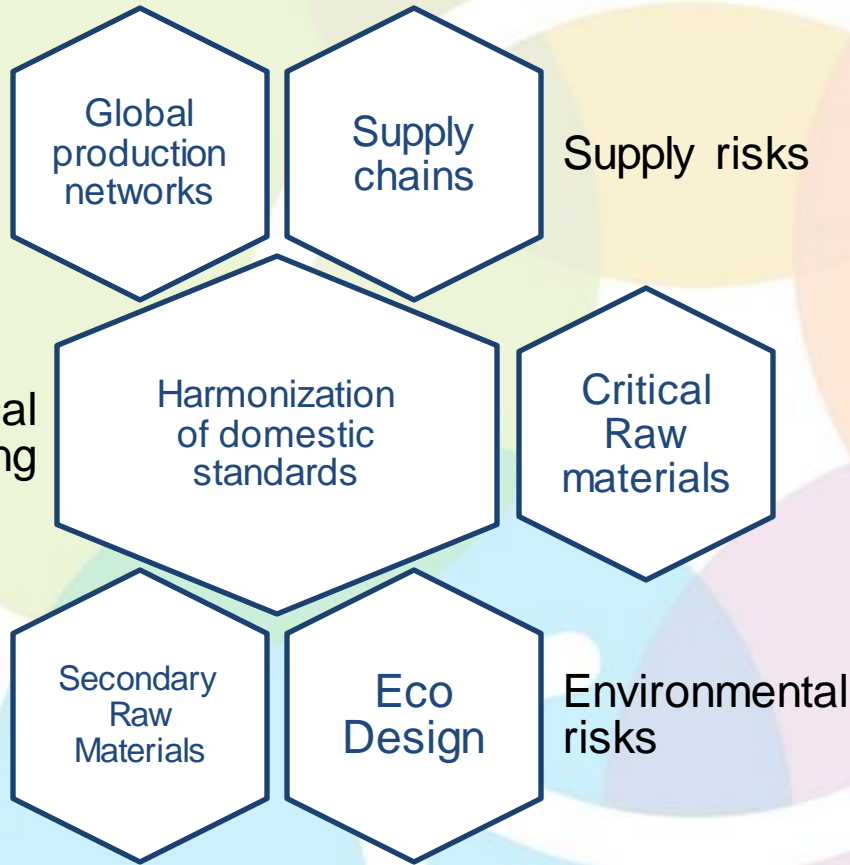 Global
production
networks
Supply
chains
Supply risks
Harmonization
of domestic
standards
Critical
Raw
materials
Secondary
Raw
Materials
Eco
Design
Environmental
risks